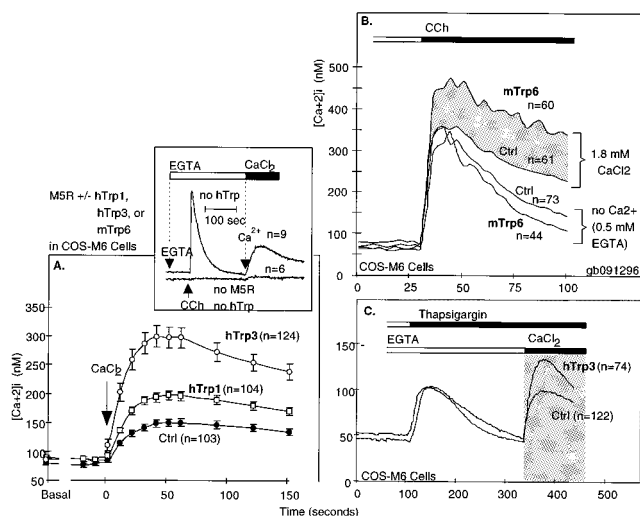 M5R +/- hTrp1,
hTrp3, or
mTrp6
in COS-M6 Cells
EGTA
CaCl2
no hTrp
100 sec
Ca2+ n=9
n=6
EGTA
no M5R
CCh no hTrp
A.
[Ca+2]i (nM)
350
300
250
200
150
100
50
CaCl2
hTrp3 (n=124)
hTrp1 (n=104)
Ctrl (n=103)
Basal 0 50 100 150
Time (seconds)
B.
CCh
[Ca+2]i (nM)
500
400
300
200
100
0
mTrp6
n=60
Ctrl
n=61
1.8 mM
CaCl2
Ctrl
n=73
mTrp6
n=44
no Ca2+
(0.5 mM
EGTA)
COS-M6 Cells
gb091296
0 25 50 75 100
C.
Thapsigargin
EGTA
CaCl2
150
100
50
0
hTrp3 (n=74)
Ctrl
(n=122)
COS-M6 Cells
0 100 200 300 400 500 600